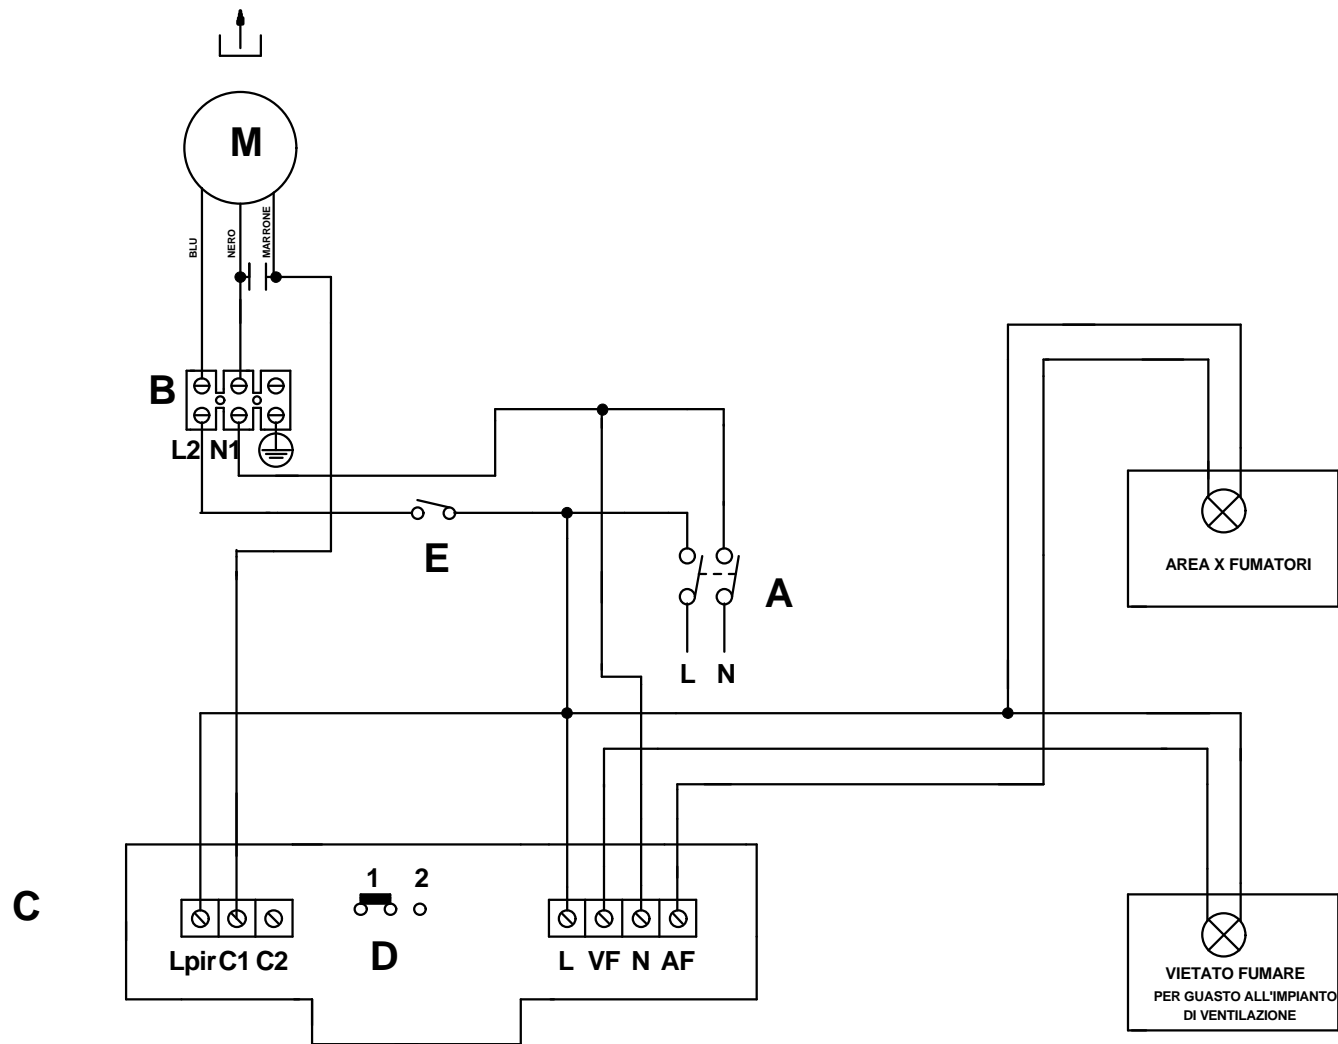 M
BLU
NERO
MARRONE
B
L2 N1
E
A
L N
AREA X FUMATORI
C
1 2
D
Lpir C1 C2
L VF N AF
VIETATO FUMARE
PER GUASTO ALL'IMPIANTO
DI VENTILAZIONE